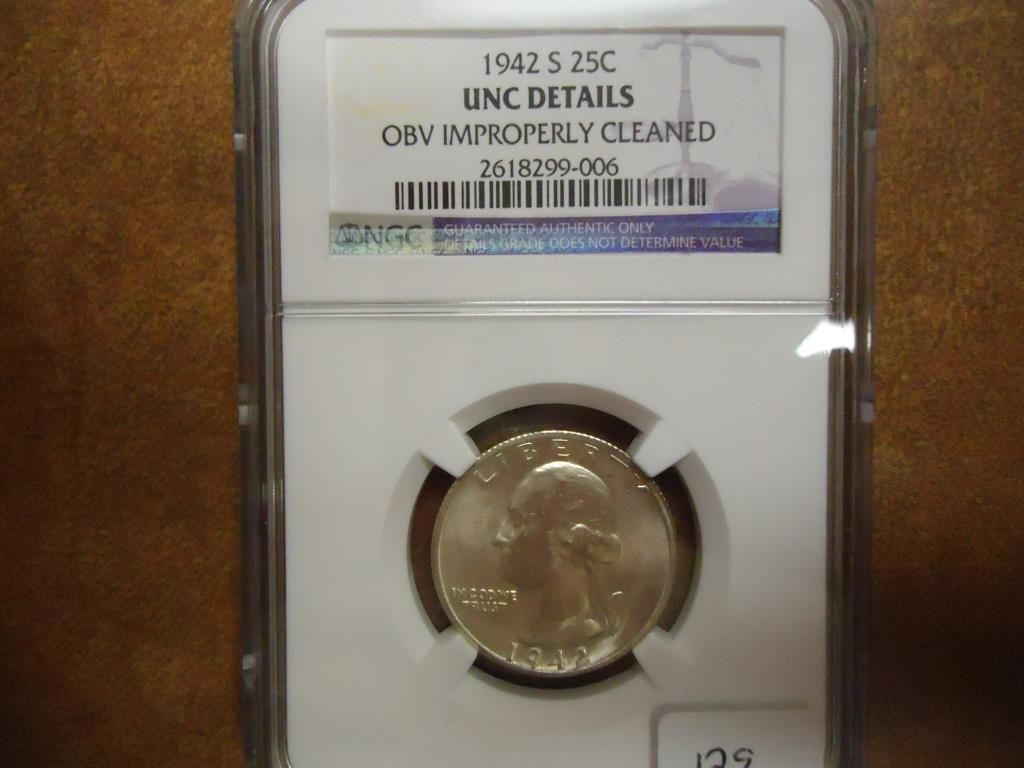 1942 S 25C
UNC DETAILS
OBV IMPROPERLY CLEANED
2618299-006
NGC
GUARANTEED AUTHENTIC ONLY
DETAILS GRADE DOES NOT DETERMINE VALUE
LIBERTY
IN GOD WE
TRUST
1942